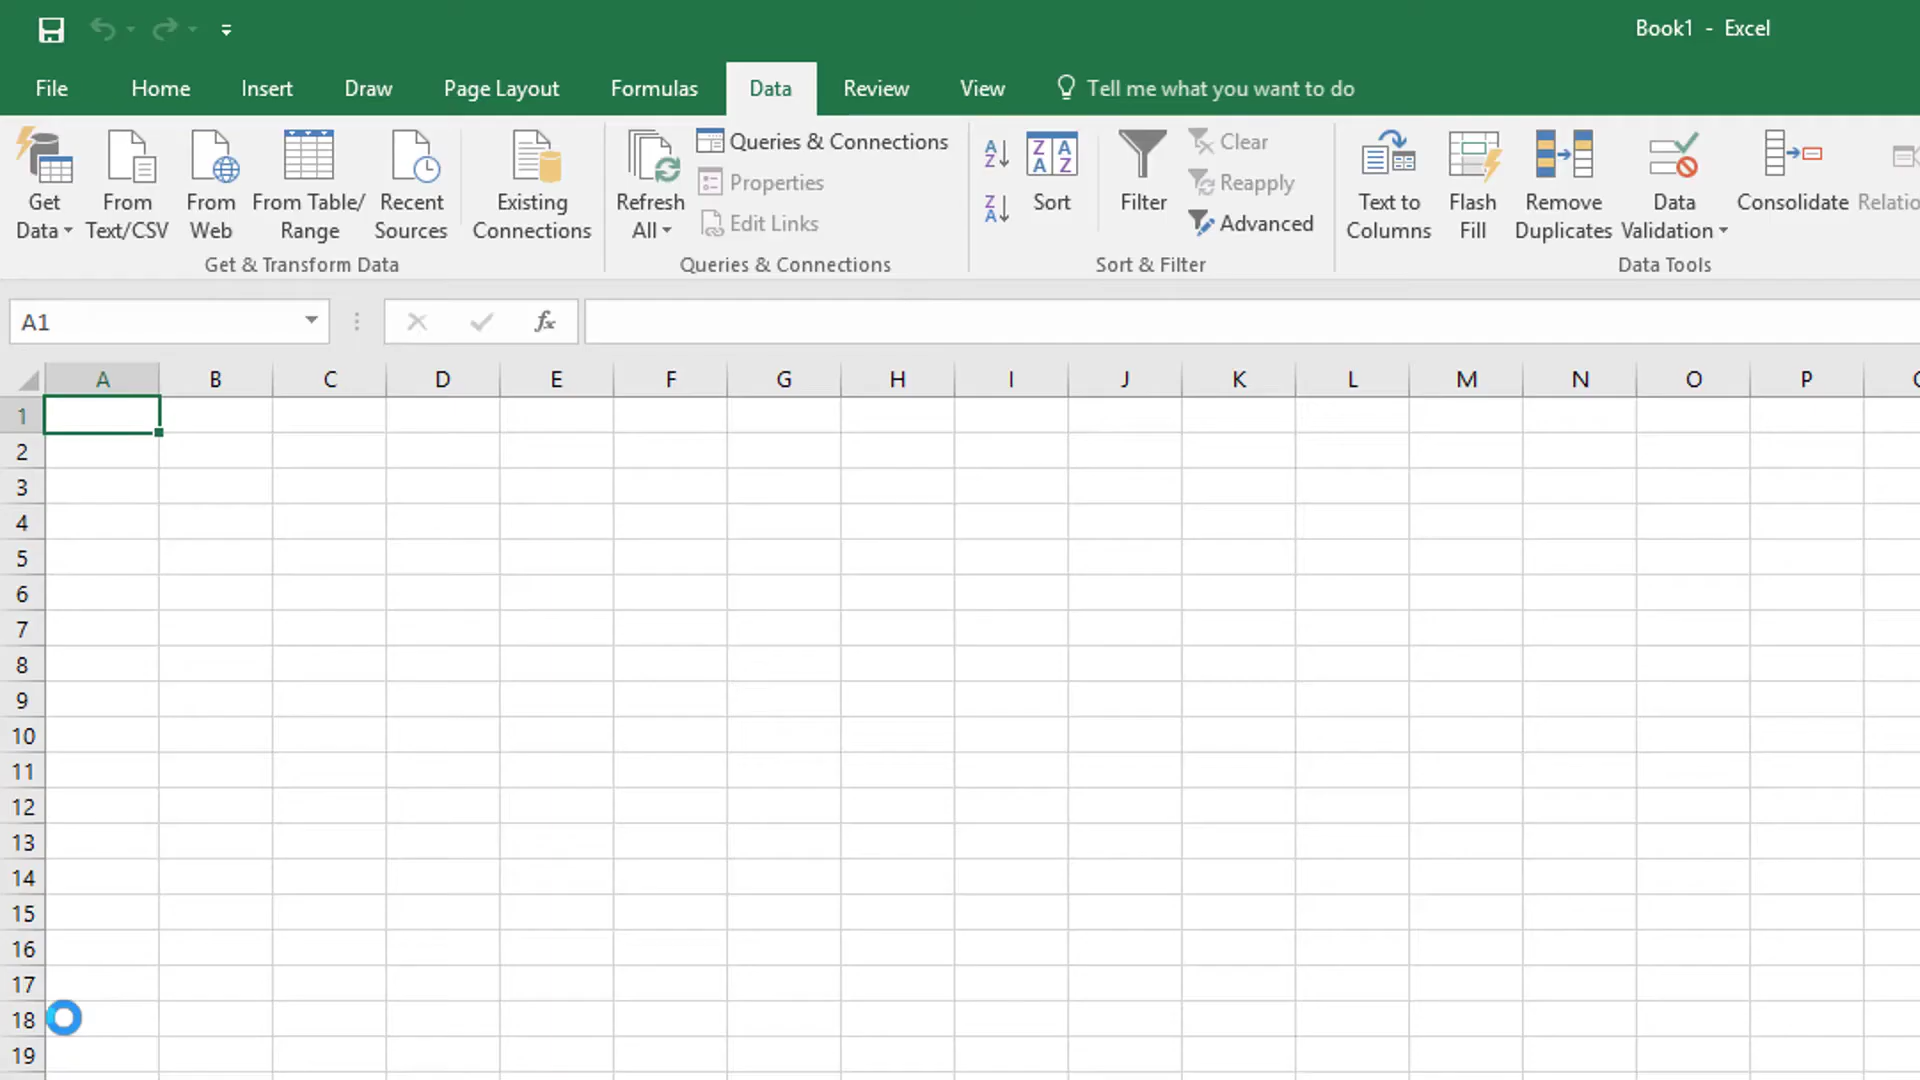 Book1 - Excel
File Home Insert Draw Page Layout Formulas Data Review View Tell me what you want to do
Get Data
From Text/CSV
From Web
From Table/ Range
Recent Sources
Existing Connections
Get & Transform Data
Refresh All
Queries & Connections
Properties
Edit Links
Queries & Connections
Sort
Filter
Clear
Reapply
Advanced
Sort & Filter
Text to Columns
Flash Fill
Remove Duplicates
Data Validation
Consolidate
Relatio
Data Tools
A1
fx
A B C D E F G H I J K L M N O P
1
2
3
4
5
6
7
8
9
10
11
12
13
14
15
16
17
18
19